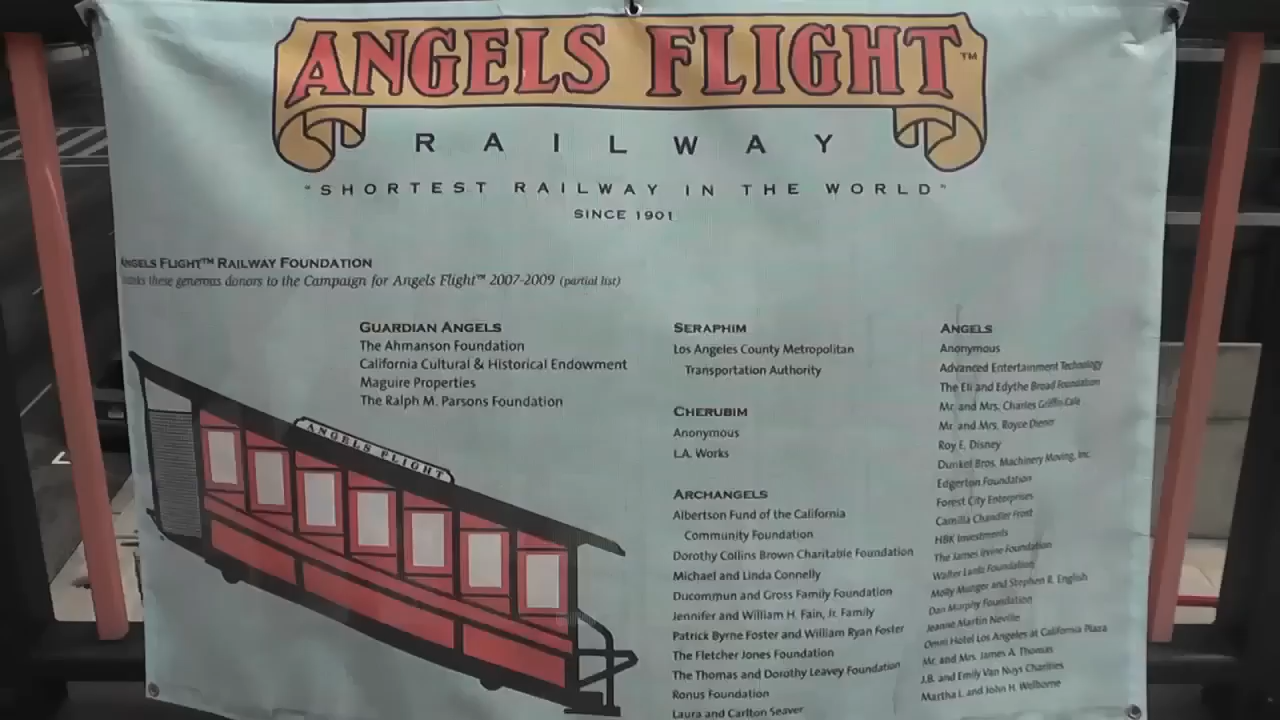 ANGELS FLIGHT™
RAILWAY
"SHORTEST RAILWAY IN THE WORLD"
SINCE 1901
ANGELS FLIGHT™ RAILWAY FOUNDATION
these generous donors to the Campaign for Angels Flight™ 2007-2009 (partial list)
GUARDIAN ANGELS
The Ahmanson Foundation
California Cultural & Historical Endowment
Maguire Properties
The Ralph M. Parsons Foundation
ANGELS FLIGHT
SERAPHIM
Los Angeles County Metropolitan
Transportation Authority
CHERUBIM
Anonymous
L.A. Works
ARCHANGELS
Albertson Fund of the California
Community Foundation
Dorothy Collins Brown Charitable Foundation
Michael and Linda Connelly
Ducommun and Gross Family Foundation
Jennifer and William H. Fain, Jr. Family
Patrick Byrne Foster and William Ryan Foster
The Fletcher Jones Foundation
The Thomas and Dorothy Leavey Foundation
Ronus Foundation
Laura and Carlton Seaver
ANGELS
Anonymous
Advanced Entertainment Technology
The Eli and Edythe Broad Foundation
Mr. and Mrs. Charles Griffin Cale
Mr. and Mrs. Royce Diener
Roy E. Disney
Dunkel Bros. Machinery Moving, Inc.
Edgerton Foundation
Forest City Enterprises
Camilla Chandler Frost
HBK Investments
The James Irvine Foundation
Walter Lantz Foundation
Molly Munger and Stephen R. English
Dan Murphy Foundation
Jeanne Martin Neville
Omni Hotel Los Angeles at California Plaza
Mr. and Mrs. James A. Thomas
J.B. and Emily Van Nuys Charities
Martha L. and John H. Welborne